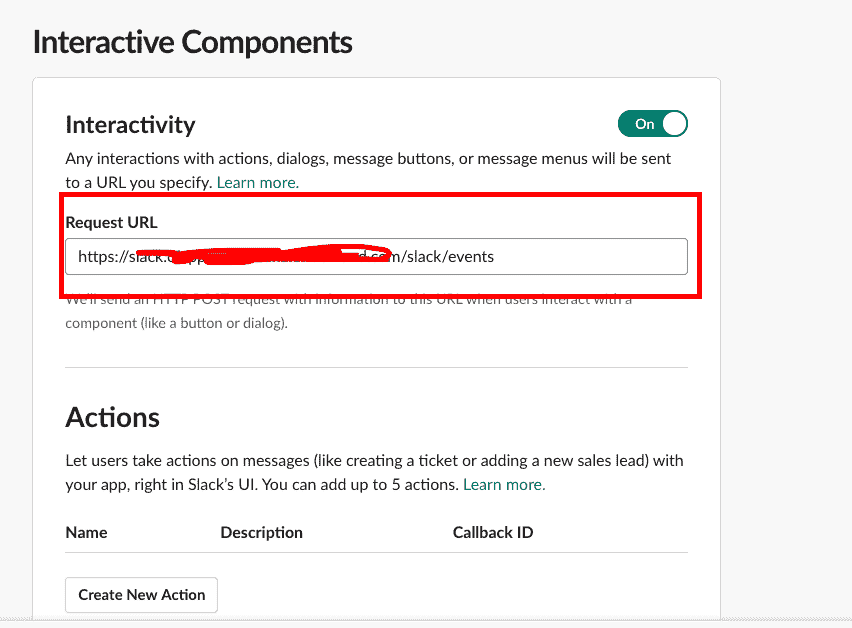 Interactive Components
Interactivity
On
Any interactions with actions, dialogs, message buttons, or message menus will be sent
to a URL you specify. Learn more.
Request URL
https://slack. m/slack/events
We'll send an HTTP POST request with information to this URL when users interact with a
component (like a button or dialog).
Actions
Let users take actions on messages (like creating a ticket or adding a new sales lead) with
your app, right in Slack's UI. You can add up to 5 actions. Learn more.
Name Description Callback ID
Create New Action